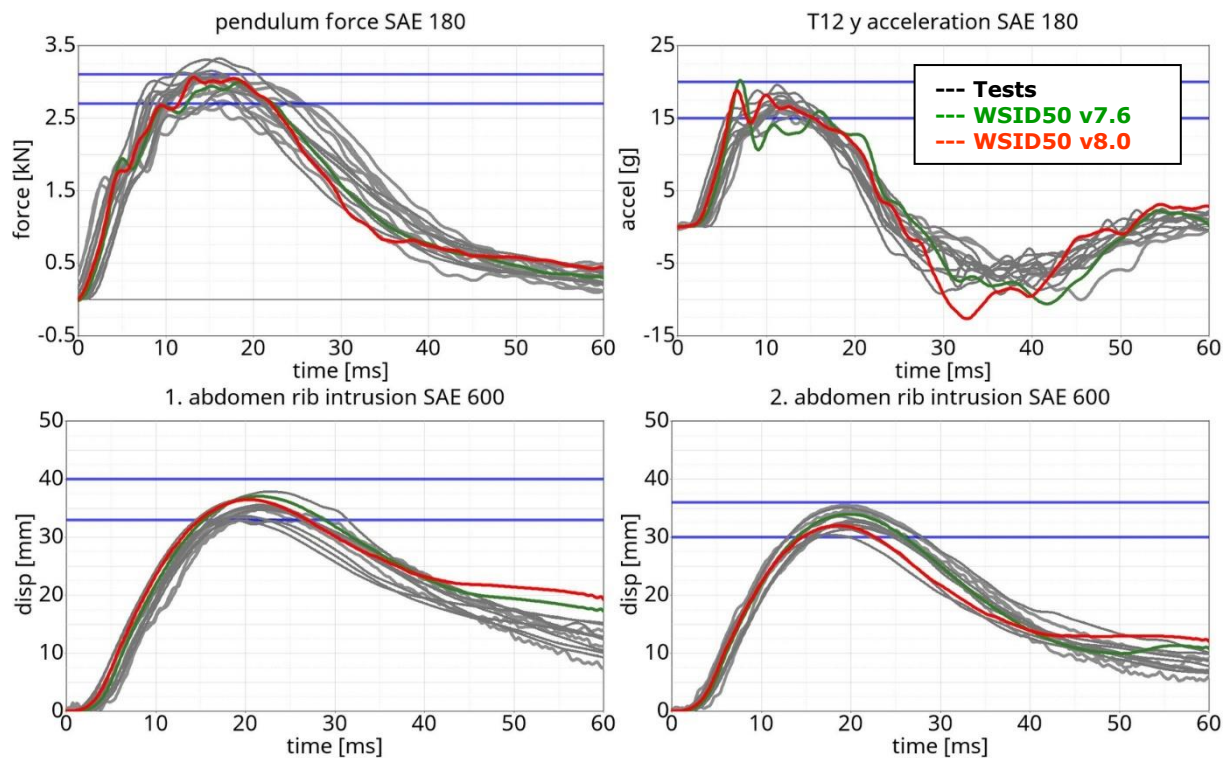 pendulum force SAE 180
3.5
2.5
1.5
0.5
-0.5
force [kN]
0 10 20 30 40 50 60
time [ms]
T12 y acceleration SAE 180
25
15
5
-5
-15
accel [g]
--- Tests
--- WSID50 v7.6
--- WSID50 v8.0
0 10 20 30 40 50 60
time [ms]
1. abdomen rib intrusion SAE 600
50
40
30
20
10
0
disp [mm]
0 10 20 30 40 50 60
time [ms]
2. abdomen rib intrusion SAE 600
50
40
30
20
10
0
disp [mm]
0 10 20 30 40 50 60
time [ms]